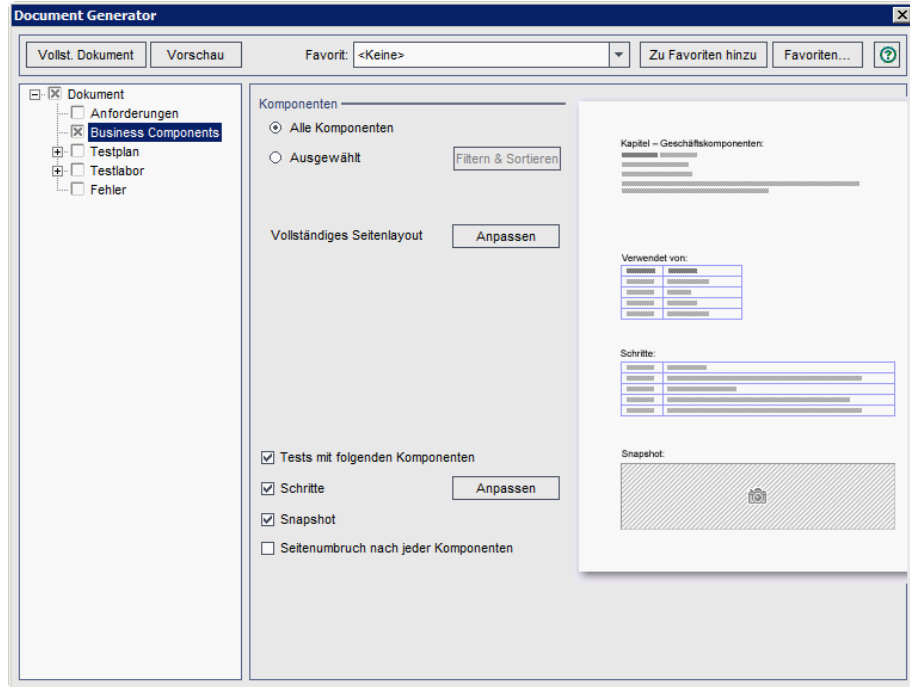 Document Generator
Vollst. Dokument
Vorschau
Favorit:
<Keine>
Zu Favoriten hinzu
Favoriten...
Dokument
Anforderungen
Business Components
Testplan
Testlabor
Fehler
Komponenten
Alle Komponenten
Ausgewählt
Filtern & Sortieren
Vollständiges Seitenlayout
Anpassen
Tests mit folgenden Komponenten
Schritte
Anpassen
Snapshot
Seitenumbruch nach jeder Komponenten
Kapitel – Geschäftskomponenten:
Verwendet von:
Schritte:
Snapshot: